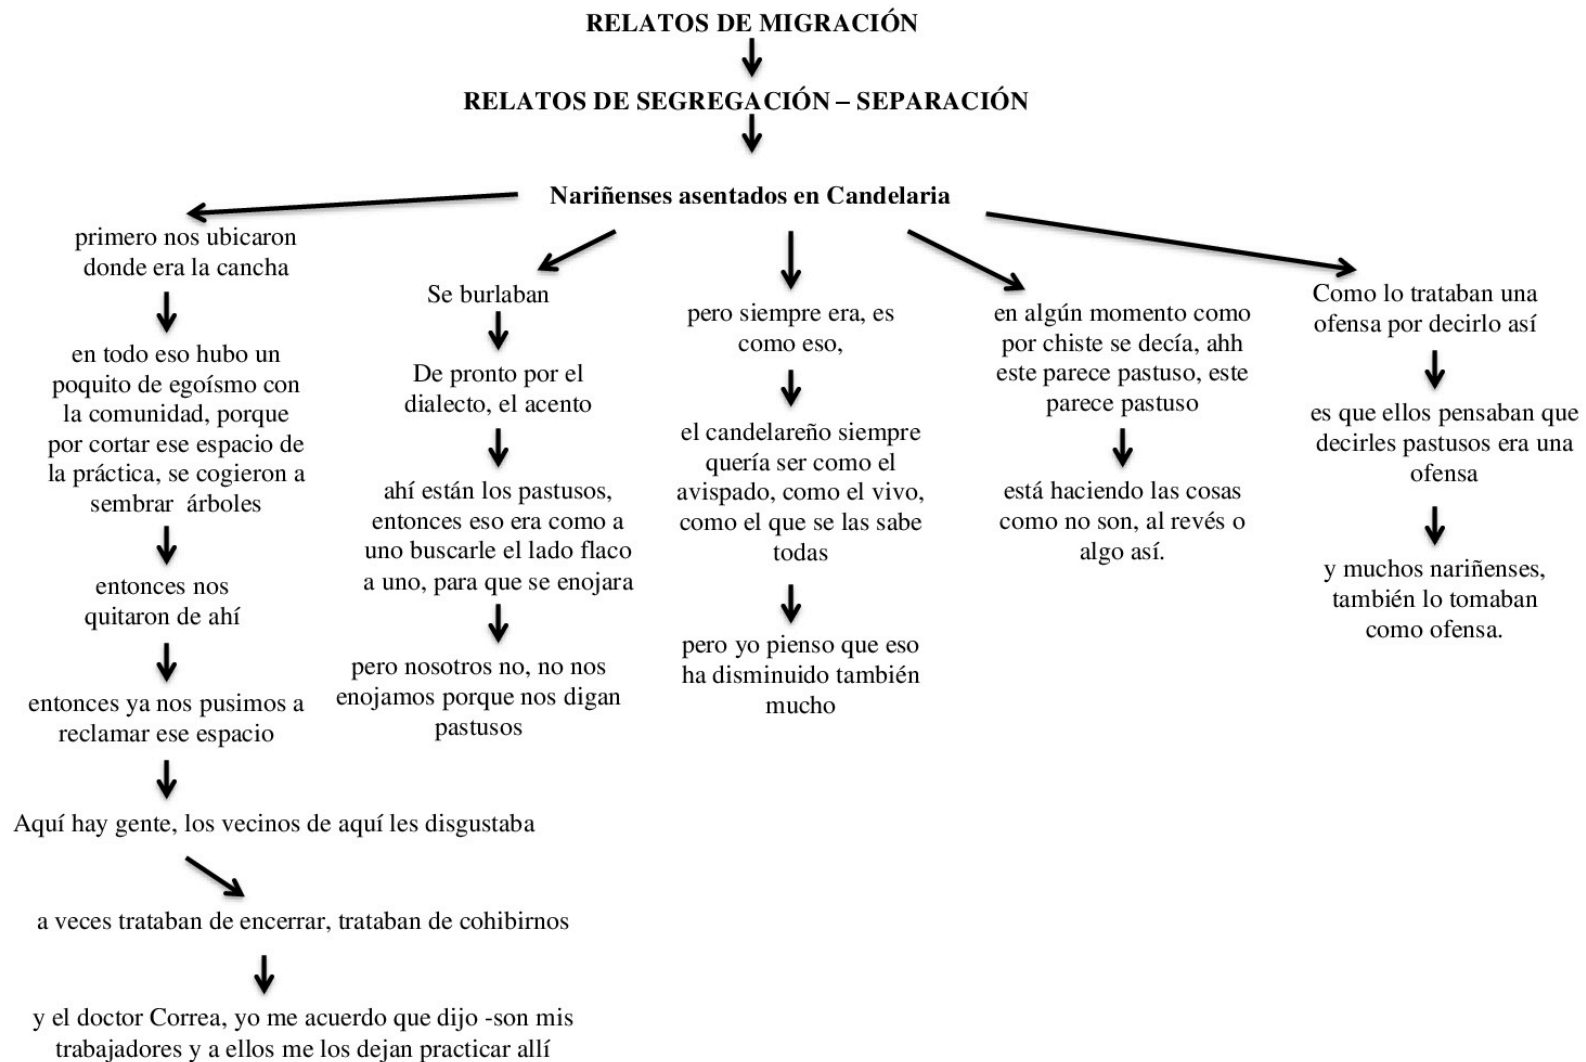 RELATOS DE MIGRACIÓN
RELATOS DE SEGREGACIÓN – SEPARACIÓN
Nariñenses asentados en Candelaria
primero nos ubicaron
donde era la cancha
en todo eso hubo un
poquito de egoísmo con
la comunidad, porque
por cortar ese espacio de
la práctica, se cogieron a
sembrar árboles
entonces nos
quitaron de ahí
entonces ya nos pusimos a
reclamar ese espacio
Aquí hay gente, los vecinos de aquí les disgustaba
a veces trataban de encerrar, trataban de cohibirnos
y el doctor Correa, yo me acuerdo que dijo -son mis
trabajadores y a ellos me los dejan practicar allí
Se burlaban
De pronto por el
dialecto, el acento
ahí están los pastusos,
entonces eso era como a
uno buscarle el lado flaco
a uno, para que se enojara
pero nosotros no, no nos
enojamos porque nos digan
pastusos
pero siempre era, es
como eso,
el candelareño siempre
quería ser como el
avispado, como el vivo,
como el que se las sabe
todas
pero yo pienso que eso
ha disminuido también
mucho
en algún momento como
por chiste se decía, ahh
este parece pastuso, este
parece pastuso
está haciendo las cosas
como no son, al revés o
algo así.
Como lo trataban una
ofensa por decirlo así
es que ellos pensaban que
decirles pastusos era una
ofensa
y muchos nariñenses,
también lo tomaban
como ofensa.